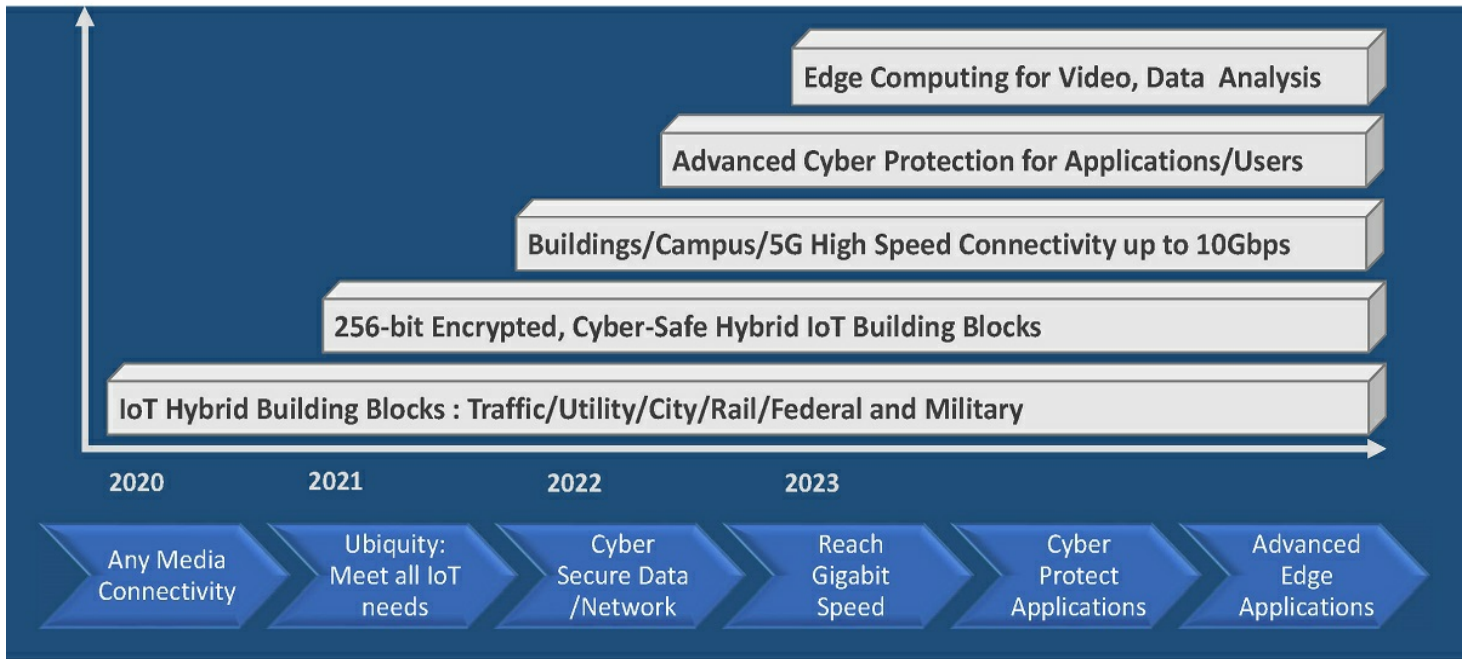 Edge Computing for Video, Data  Analysis
Advanced Cyber Protection for Applications/Users
Buildings/Campus/5G High Speed Connectivity up to 10Gbps
256-bit Encrypted, Cyber-Safe Hybrid IoT Building Blocks
IoT Hybrid Building Blocks : Traffic/Utility/City/Rail/Federal and Military
2020
2021
2022
2023
Any Media
Connectivity
Ubiquity:
Meet all IoT
needs
Cyber
Secure Data
/Network
Reach
Gigabit
Speed
Cyber
Protect
Applications
Advanced
Edge
Applications